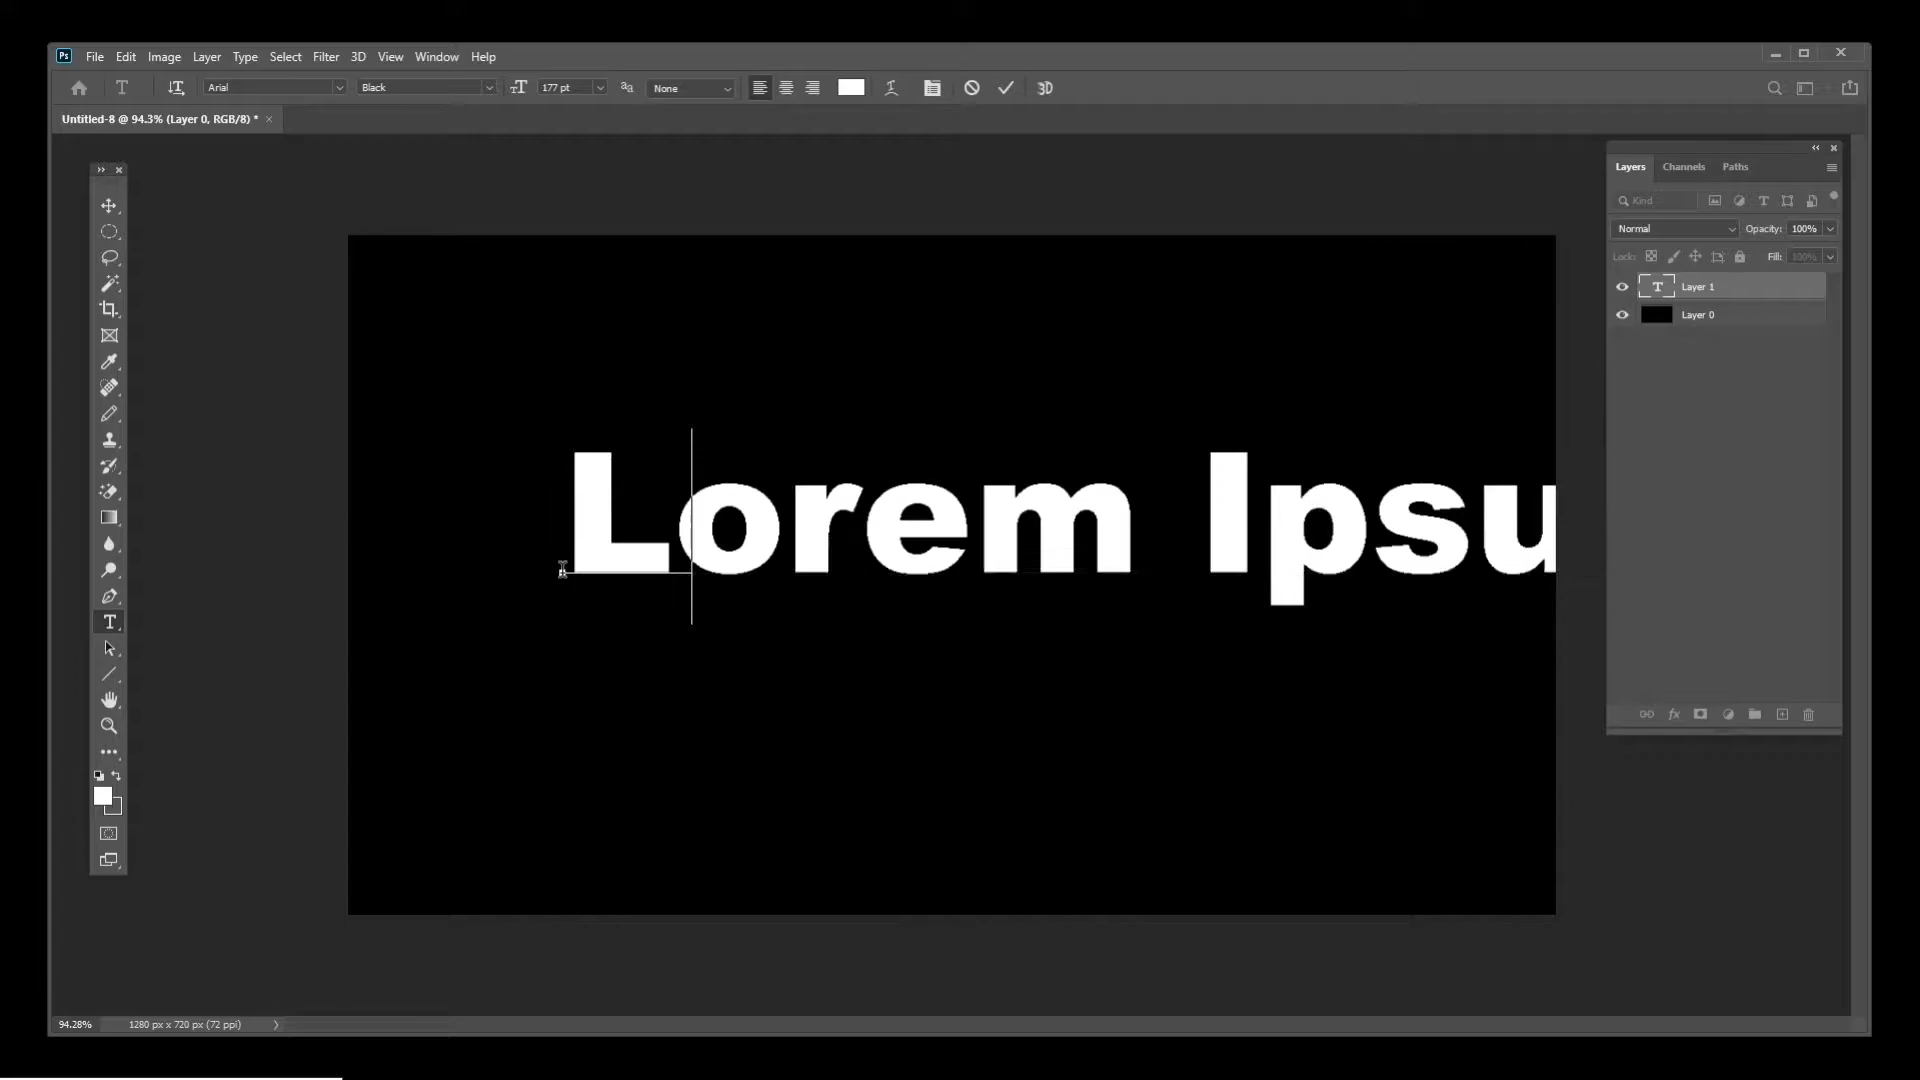 Ps File Edit Image Layer Type Select Filter 3D View Window Help
T Arial Black 177 pt aa None 3D
Untitled-8 @ 94.3% (Layer 0, RGB/8) *
Layers Channels Paths
Kind
Normal Opacity: 100%
Lock: Fill: 100%
T Layer 1
Layer 0
Lorem Ipsu
fx
94.28% 1280 px x 720 px (72 ppi)